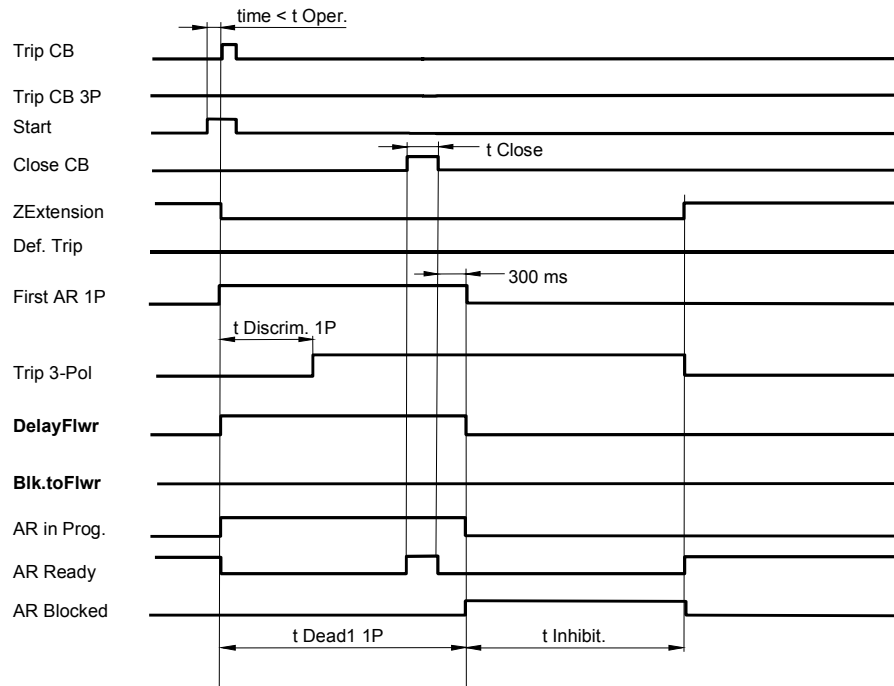 time < t Oper.
Trip CB
Trip CB 3P
Start
t Close
Close CB
ZExtension
Def. Trip
300 ms
First AR 1P
t Discrim. 1P
Trip 3-Pol
DelayFlwr
Blk.toFlwr
AR in Prog.
AR Ready
AR Blocked
t Dead1 1P
t Inhibit.